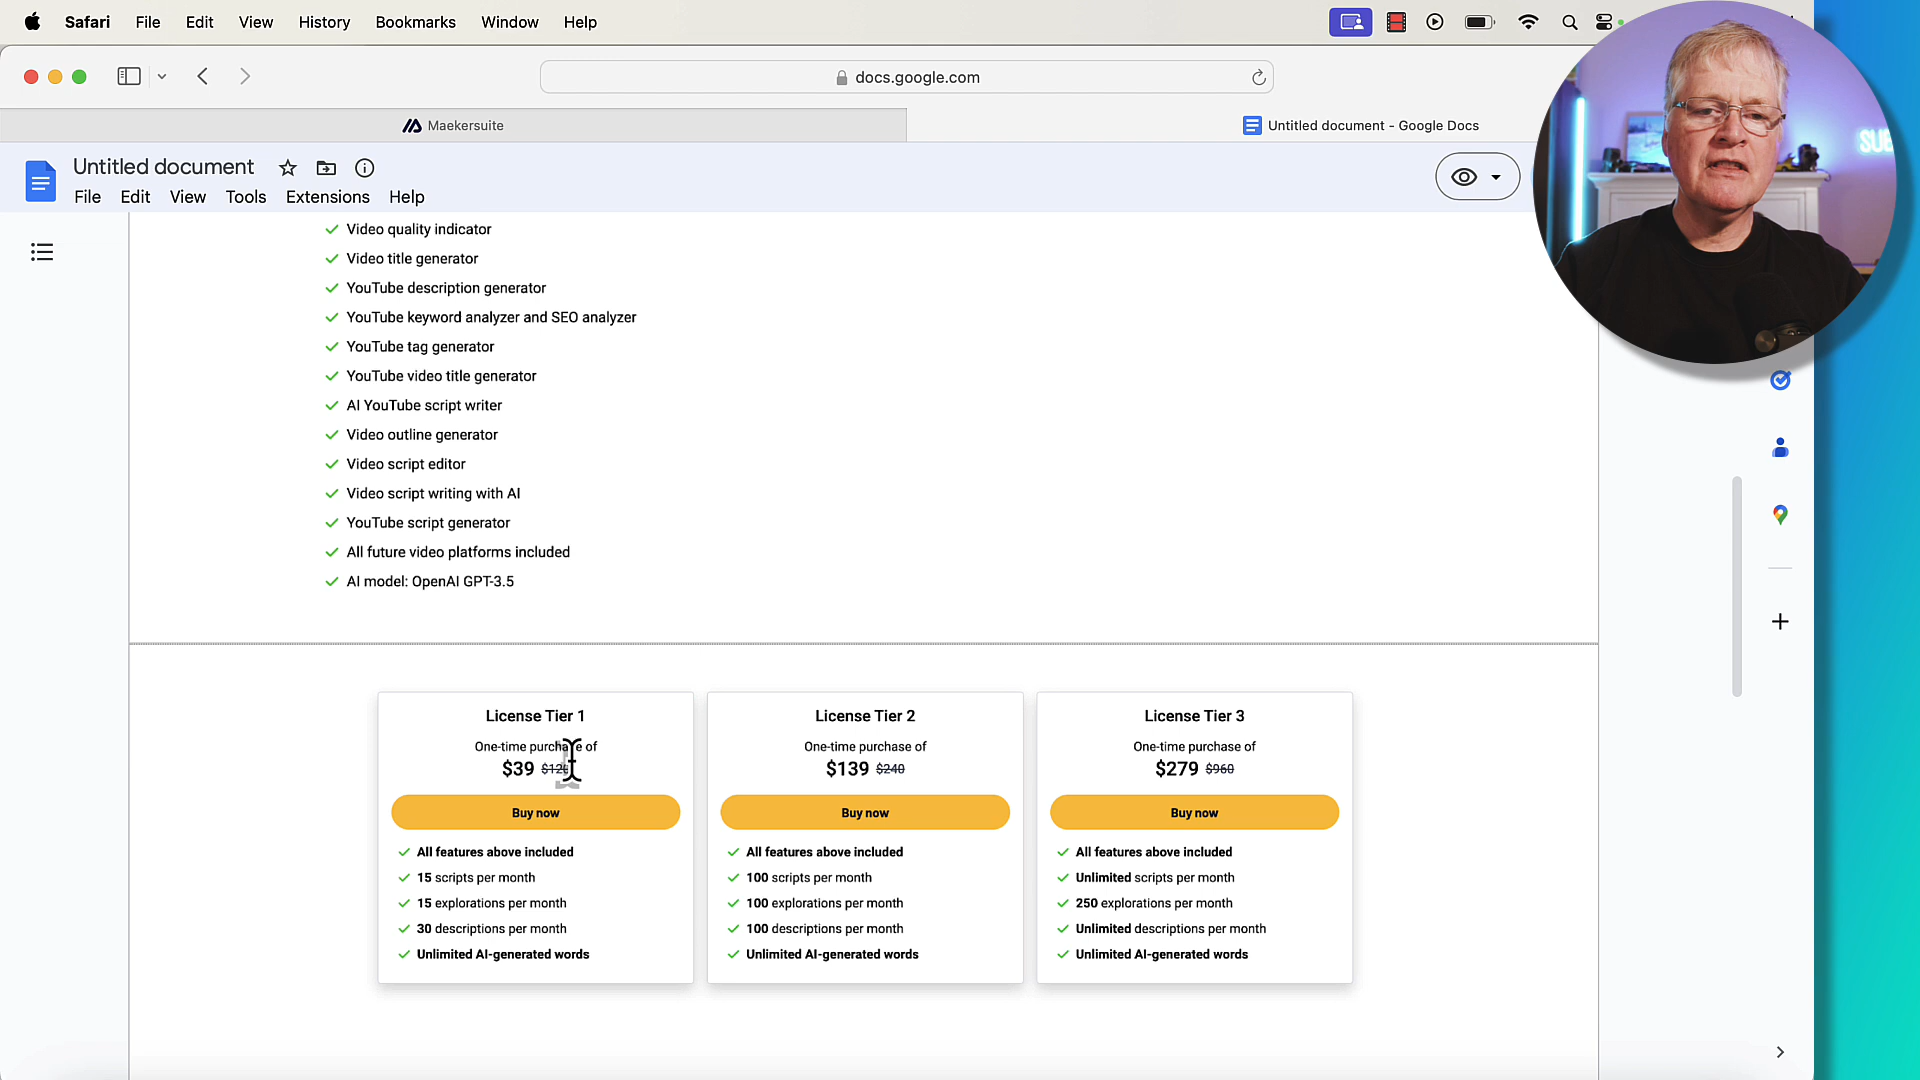 Safari File Edit View History Bookmarks Window Help
docs.google.com
Maekersuite
Untitled document - Google Docs
Untitled document
File Edit View Tools Extensions Help
Video quality indicator
Video title generator
YouTube description generator
YouTube keyword analyzer and SEO analyzer
YouTube tag generator
YouTube video title generator
AI YouTube script writer
Video outline generator
Video script editor
Video script writing with AI
YouTube script generator
All future video platforms included
AI model: OpenAI GPT-3.5
License Tier 1
One-time purchase of
$39
Buy now
All features above included
15 scripts per month
15 explorations per month
30 descriptions per month
Unlimited AI-generated words
License Tier 2
One-time purchase of
$139 $240
Buy now
All features above included
100 scripts per month
100 explorations per month
100 descriptions per month
Unlimited AI-generated words
License Tier 3
One-time purchase of
$279 $960
Buy now
All features above included
Unlimited scripts per month
250 explorations per month
Unlimited descriptions per month
Unlimited AI-generated words